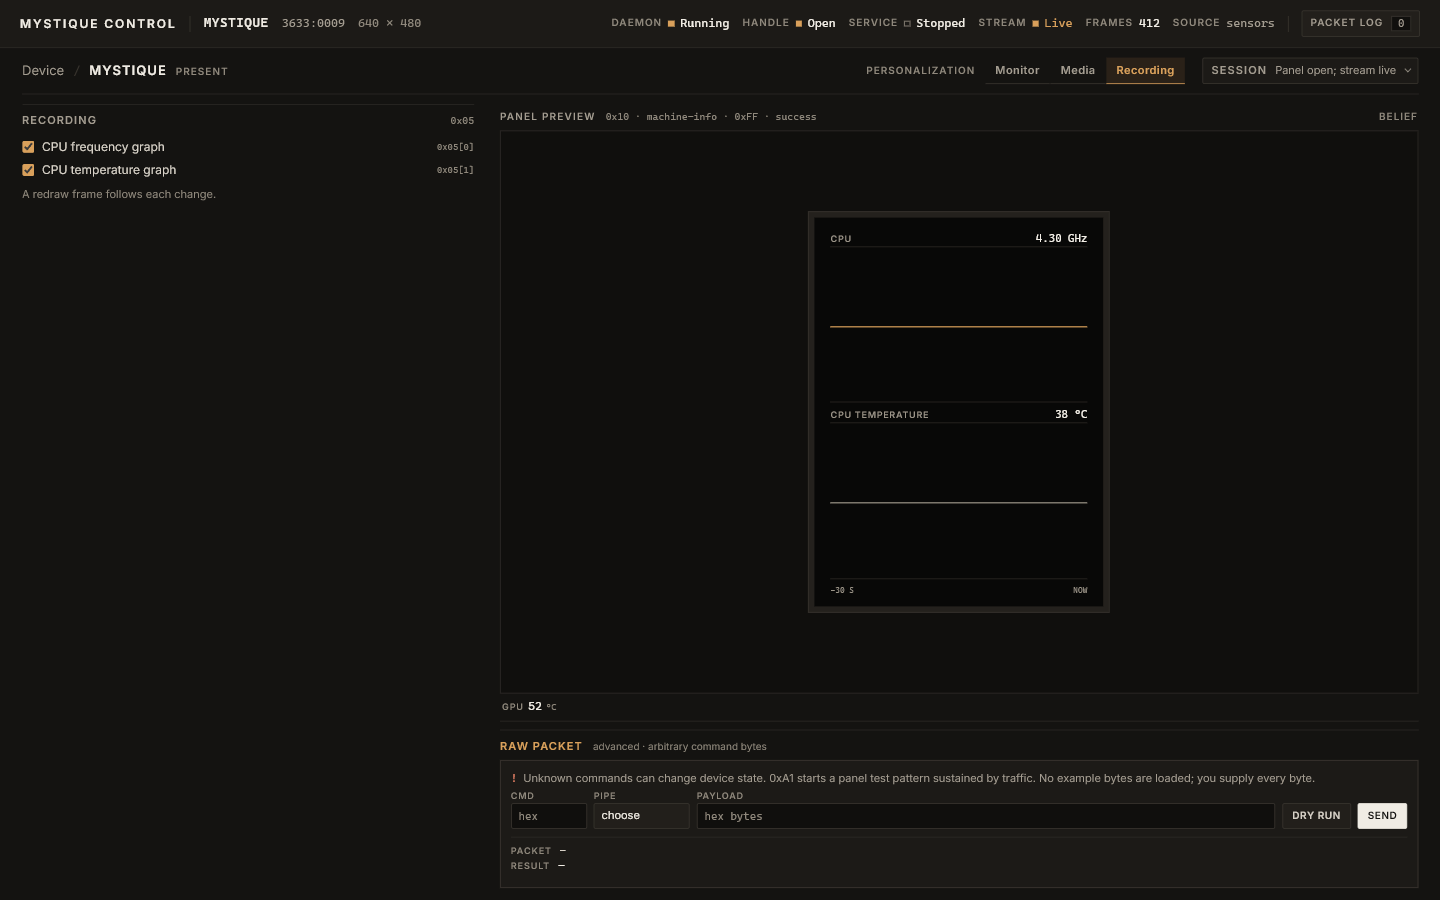 MYSTIQUE CONTROL MYSTIQUE 3633:0009 640 × 480 DAEMON Running HANDLE Open SERVICE Stopped STREAM Live FRAMES 412 SOURCE sensors PACKET LOG 0
Device / MYSTIQUE PRESENT PERSONALIZATION Monitor Media Recording SESSION Panel open; stream live
RECORDING 0x05
CPU frequency graph 0x05[0]
CPU temperature graph 0x05[1]
A redraw frame follows each change.
PANEL PREVIEW 0x10 · machine-info · 0xFF · success BELIEF
CPU 4.30 GHz
CPU TEMPERATURE 38 °C
−30 S NOW
GPU 52 °C
RAW PACKET advanced · arbitrary command bytes
! Unknown commands can change device state. 0xA1 starts a panel test pattern sustained by traffic. No example bytes are loaded; you supply every byte.
CMD PIPE PAYLOAD
hex choose hex bytes DRY RUN SEND
PACKET —
RESULT —